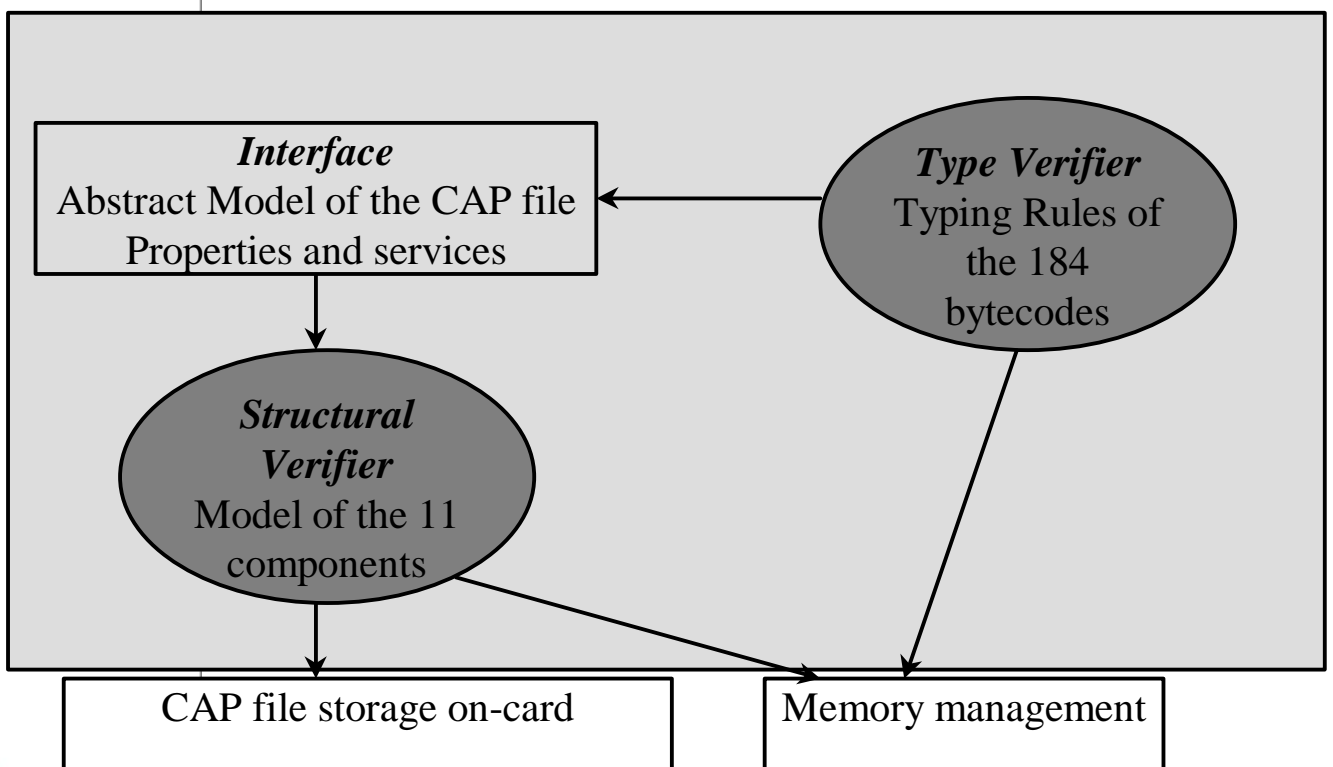 Interface
Abstract Model of the CAP file
Properties and services
Type Verifier
Typing Rules of
the 184
bytecodes
Structural
Verifier
Model of the 11
components
CAP file storage on-card
Memory management